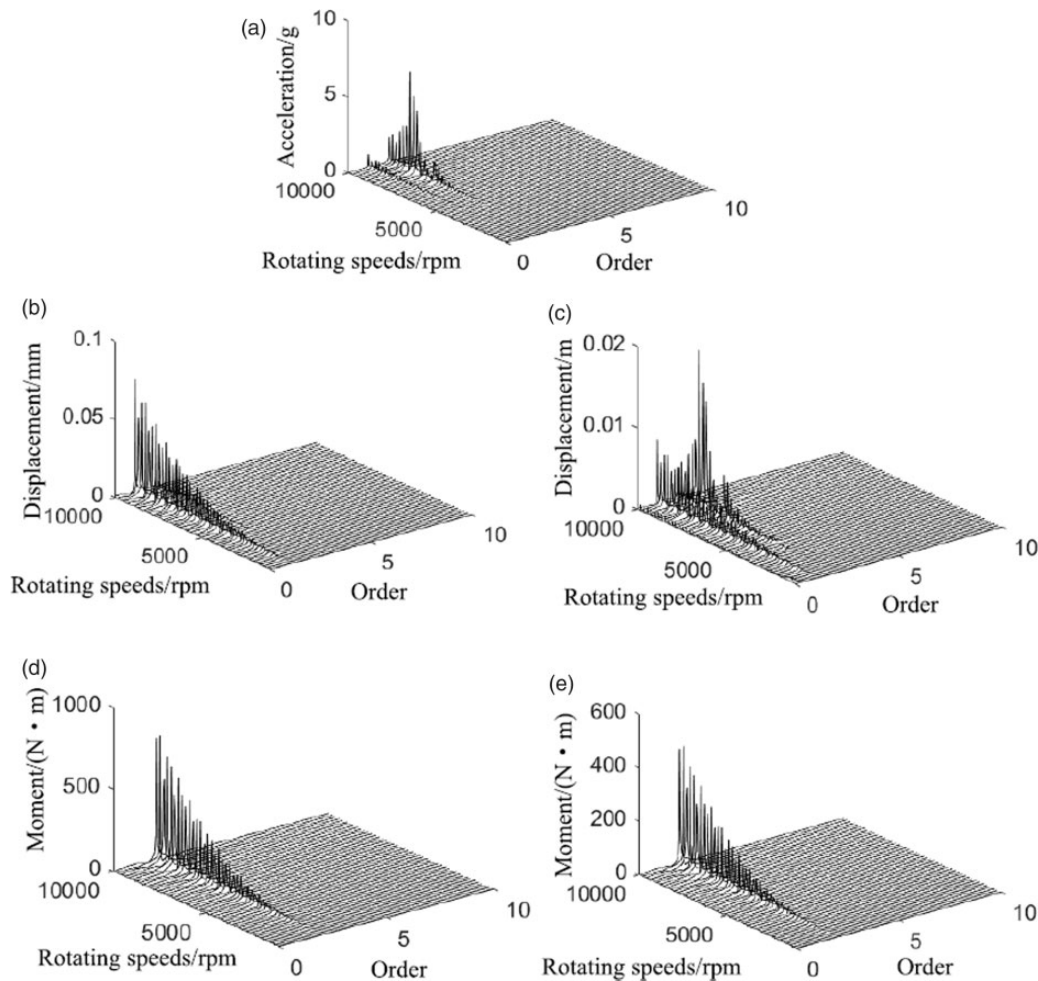 (a)
Acceleration/g
10
5
0
10000
5000
0
Rotating speeds/rpm
5
10
Order
(b)
Displacement/mm
0.1
0.05
0
10000
5000
0
Rotating speeds/rpm
5
10
Order
(c)
Displacement/m
0.02
0.01
0
10000
5000
0
Rotating speeds/rpm
5
10
Order
(d)
Moment/(N·m)
1000
500
0
10000
5000
0
Rotating speeds/rpm
5
10
Order
(e)
Moment/(N·m)
600
400
200
0
10000
5000
0
Rotating speeds/rpm
5
10
Order